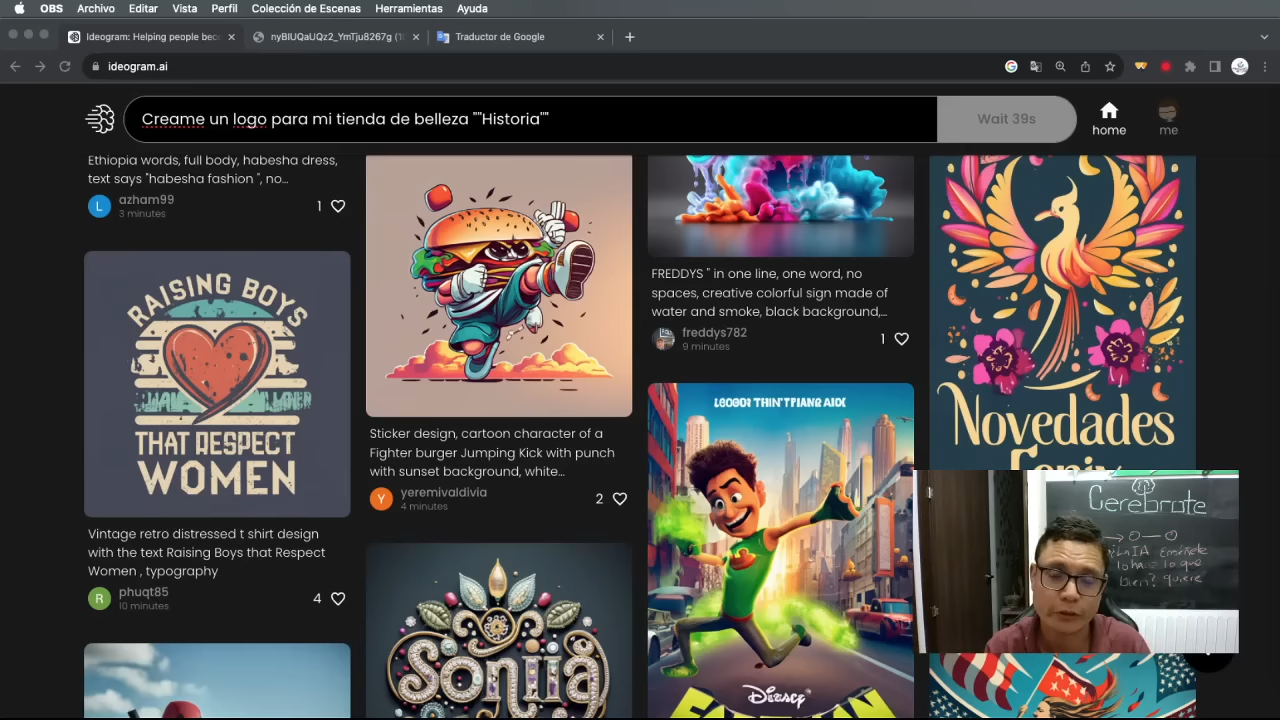 OBS Archivo Editar Vista Perfil Colección de Escenas Herramientas Ayuda
Ideogram: Helping people bec
nyBIUQaUQz2_YmTju8267g (1
Traductor de Google
ideogram.ai
Creame un logo para mi tienda de belleza ""Historia""
Wait 39s
home
me
Ethiopia words, full body, habesha dress,
text says "habesha fashion ", no...
L
azham99
3 minutes
1
RAISING BOYS
THAT RESPECT
WOMEN
Vintage retro distressed t shirt design
with the text Raising Boys that Respect
Women , typography
R
phuqt85
10 minutes
4
Sticker design, cartoon character of a
Fighter burger Jumping Kick with punch
with sunset background, white...
Y
yeremivaldivia
4 minutes
2
Sonjia
FREDDYS " in one line, one word, no
spaces, creative colorful sign made of
water and smoke, black background,...
freddys782
9 minutes
1
Disney
Novedades
Fenix
Cerebrote